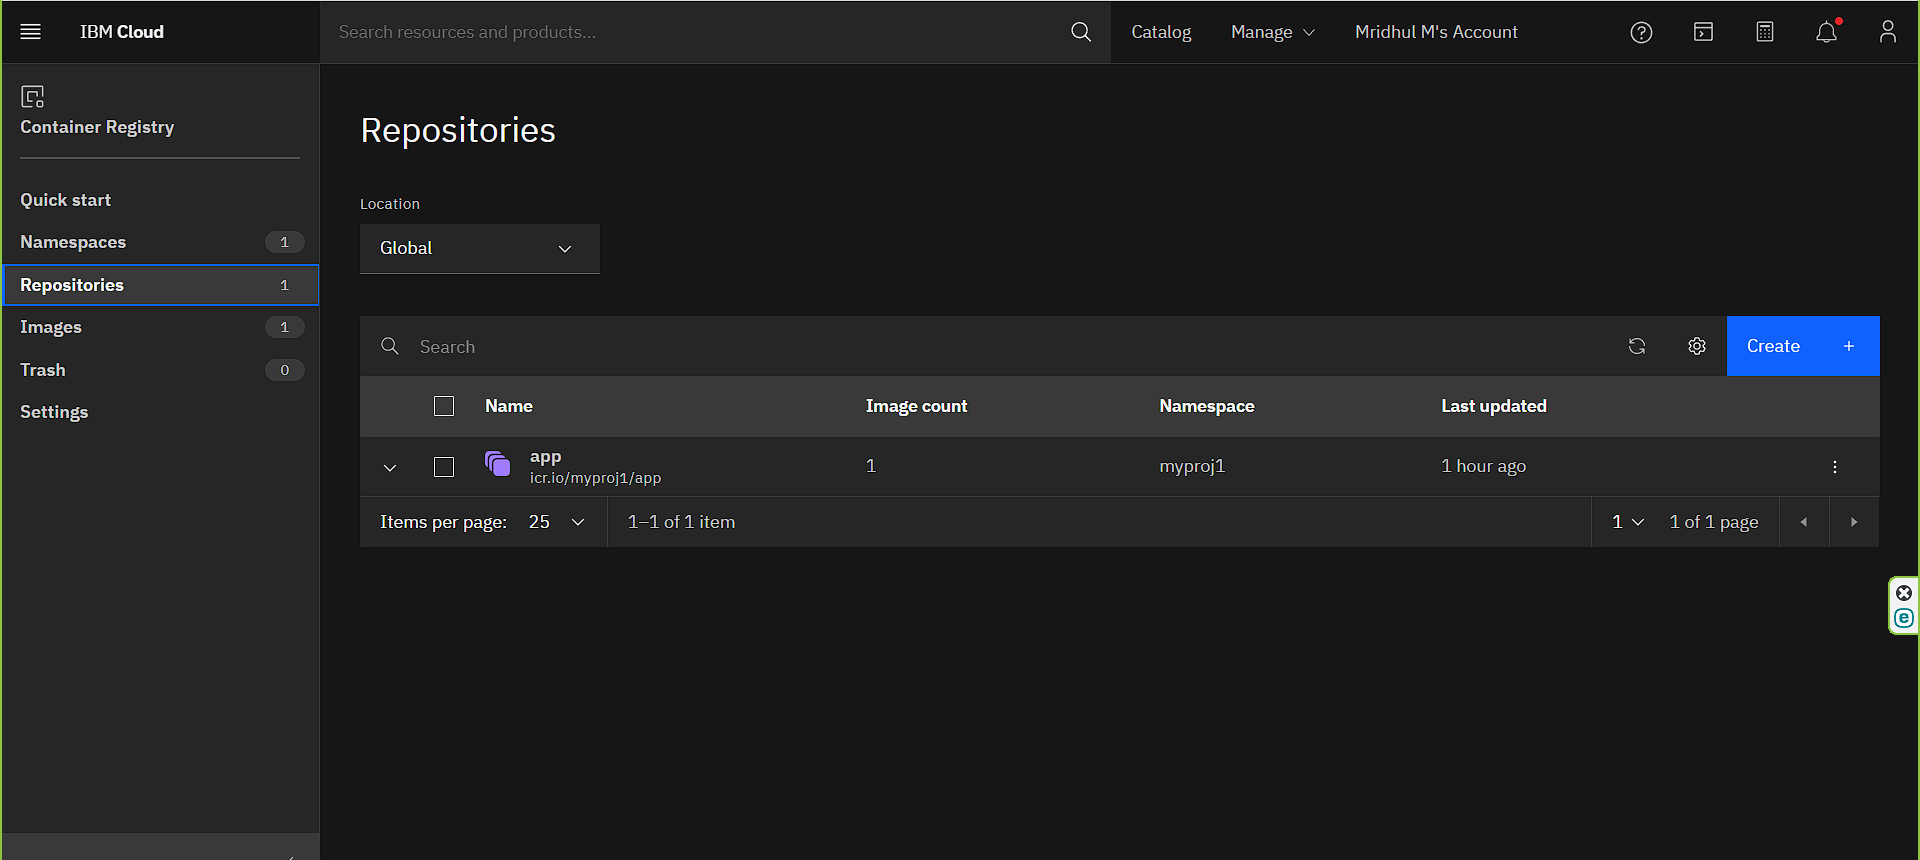 IBM Cloud
Search resources and products...
Catalog
Manage
Mridhul M's Account
Container Registry
Quick start
Namespaces 1
Repositories 1
Images 1
Trash 0
Settings
Repositories
Location
Global
Search
Create +
Name Image count Namespace Last updated
app 1 myproj1 1 hour ago
icr.io/myproj1/app
Items per page: 25 1–1 of 1 item 1 1 of 1 page